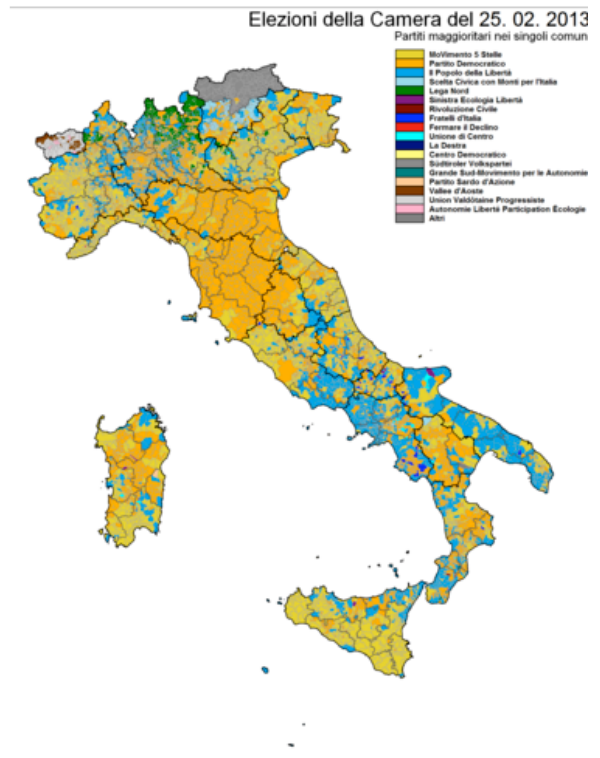 Elezioni della Camera del 25. 02. 2013
Partiti maggioritari nei singoli comun
MoVimento 5 Stelle
Partito Democratico
Il Popolo della Libertà
Scelta Civica con Monti per l'Italia
Lega Nord
Sinistra Ecologia Libertà
Rivoluzione Civile
Fratelli d'Italia
Fermare il Declino
Unione di Centro
La Destra
Centro Democratico
Südtiroler Volkspartei
Grande Sud-Movimento per le Autonomie
Partito Sardo d'Azione
Vallee d'Aoste
Union Valdôtaine Progressiste
Autonomie Liberté Participation Écologie
Altri